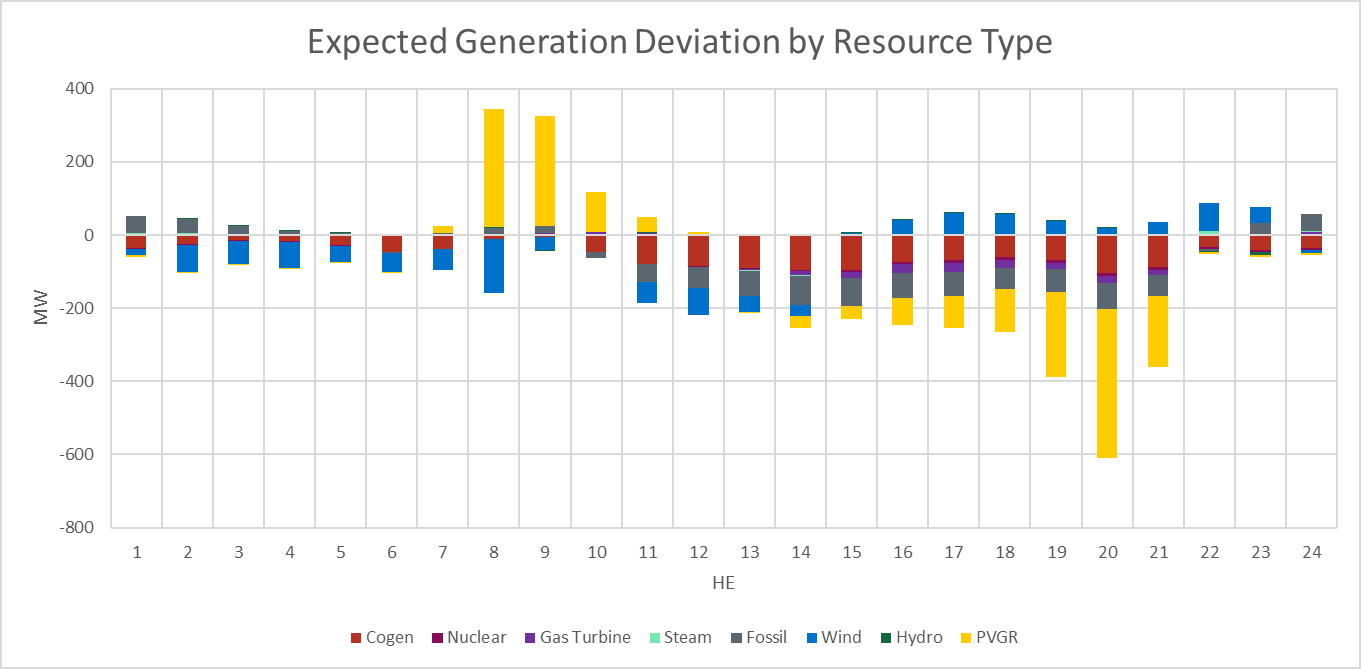 Expected Generation Deviation by Resource Type
400
200
0
-200
-400
-600
-800
MW
1 2 3 4 5 6 7 8 9 10 11 12 13 14 15 16 17 18 19 20 21 22 23 24
HE
Cogen Nuclear Gas Turbine Steam Fossil Wind Hydro PVGR